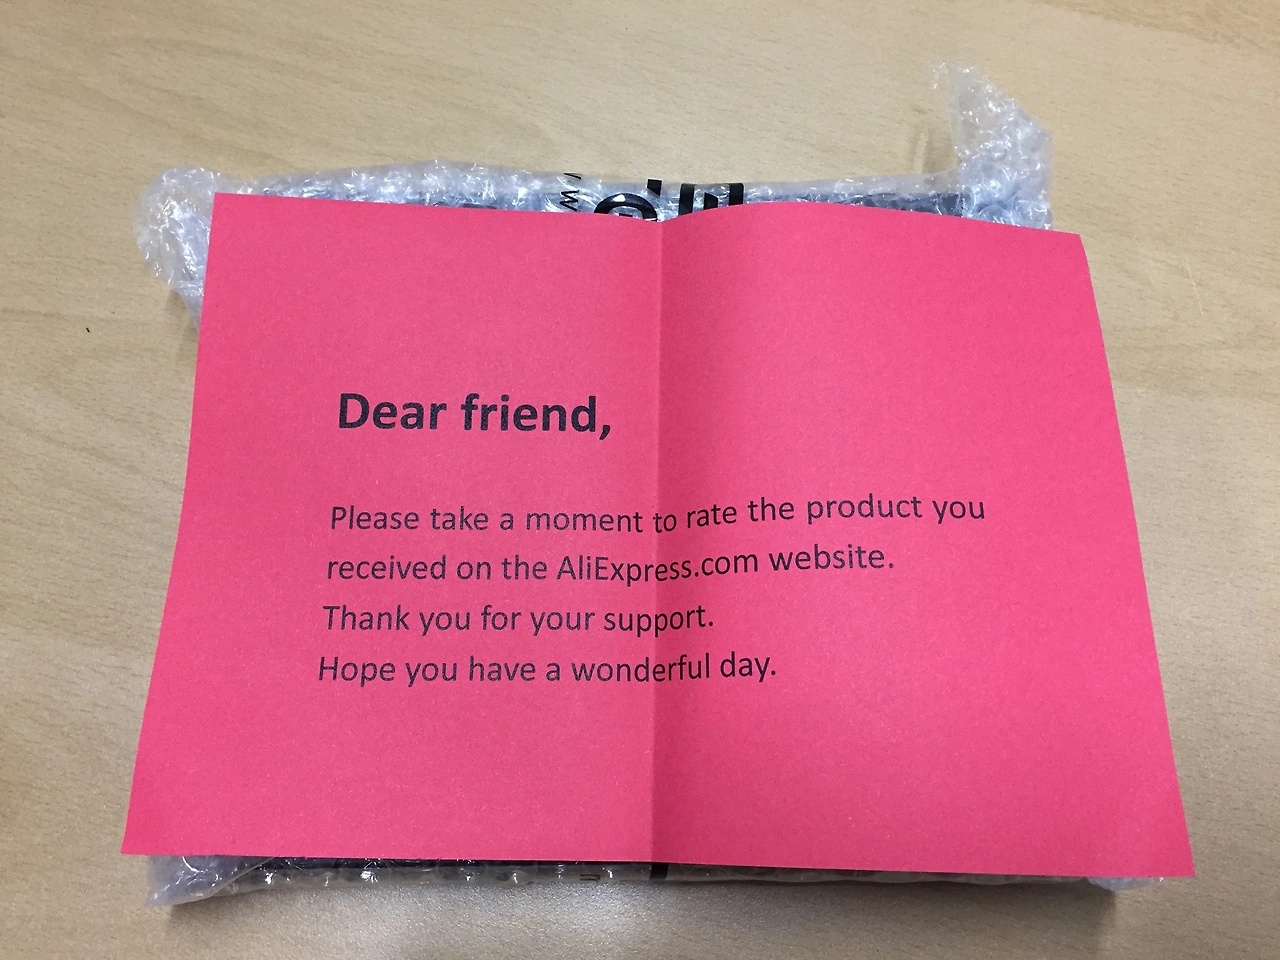 Dear friend,
Please take a moment to rate the product you
received on the AliExpress.com website.
Thank you for your support.
Hope you have a wonderful day.